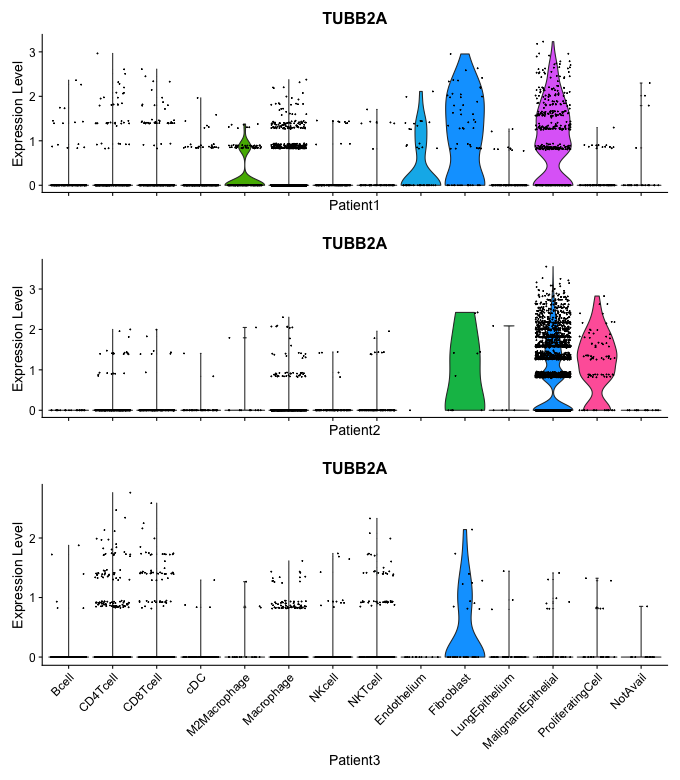 TUBB2A
Expression Level
3
2
1
0
Patient1
TUBB2A
Expression Level
3
2
1
0
Patient2
TUBB2A
Expression Level
2
1
0
Bcell
CD4Tcell
CD8Tcell
cDC
M2Macrophage
Macrophage
NKcell
NKTcell
Endothelium
Fibroblast
LungEpithelium
MalignantEpithelial
ProliferatingCell
NotAvail
Patient3